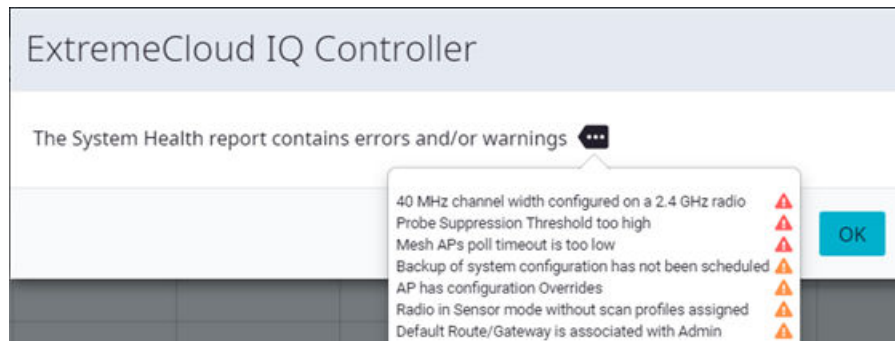 ExtremeCloud IQ Controller
The System Health report contains errors and/or warnings
40 MHz channel width configured on a 2.4 GHz radio
Probe Suppression Threshold too high
Mesh APs poll timeout is too low
OK
Backup of system configuration has not been scheduled
AP has configuration Overrides
Radio in Sensor mode without scan profiles assigned
Default Route/Gateway is associated with Admin